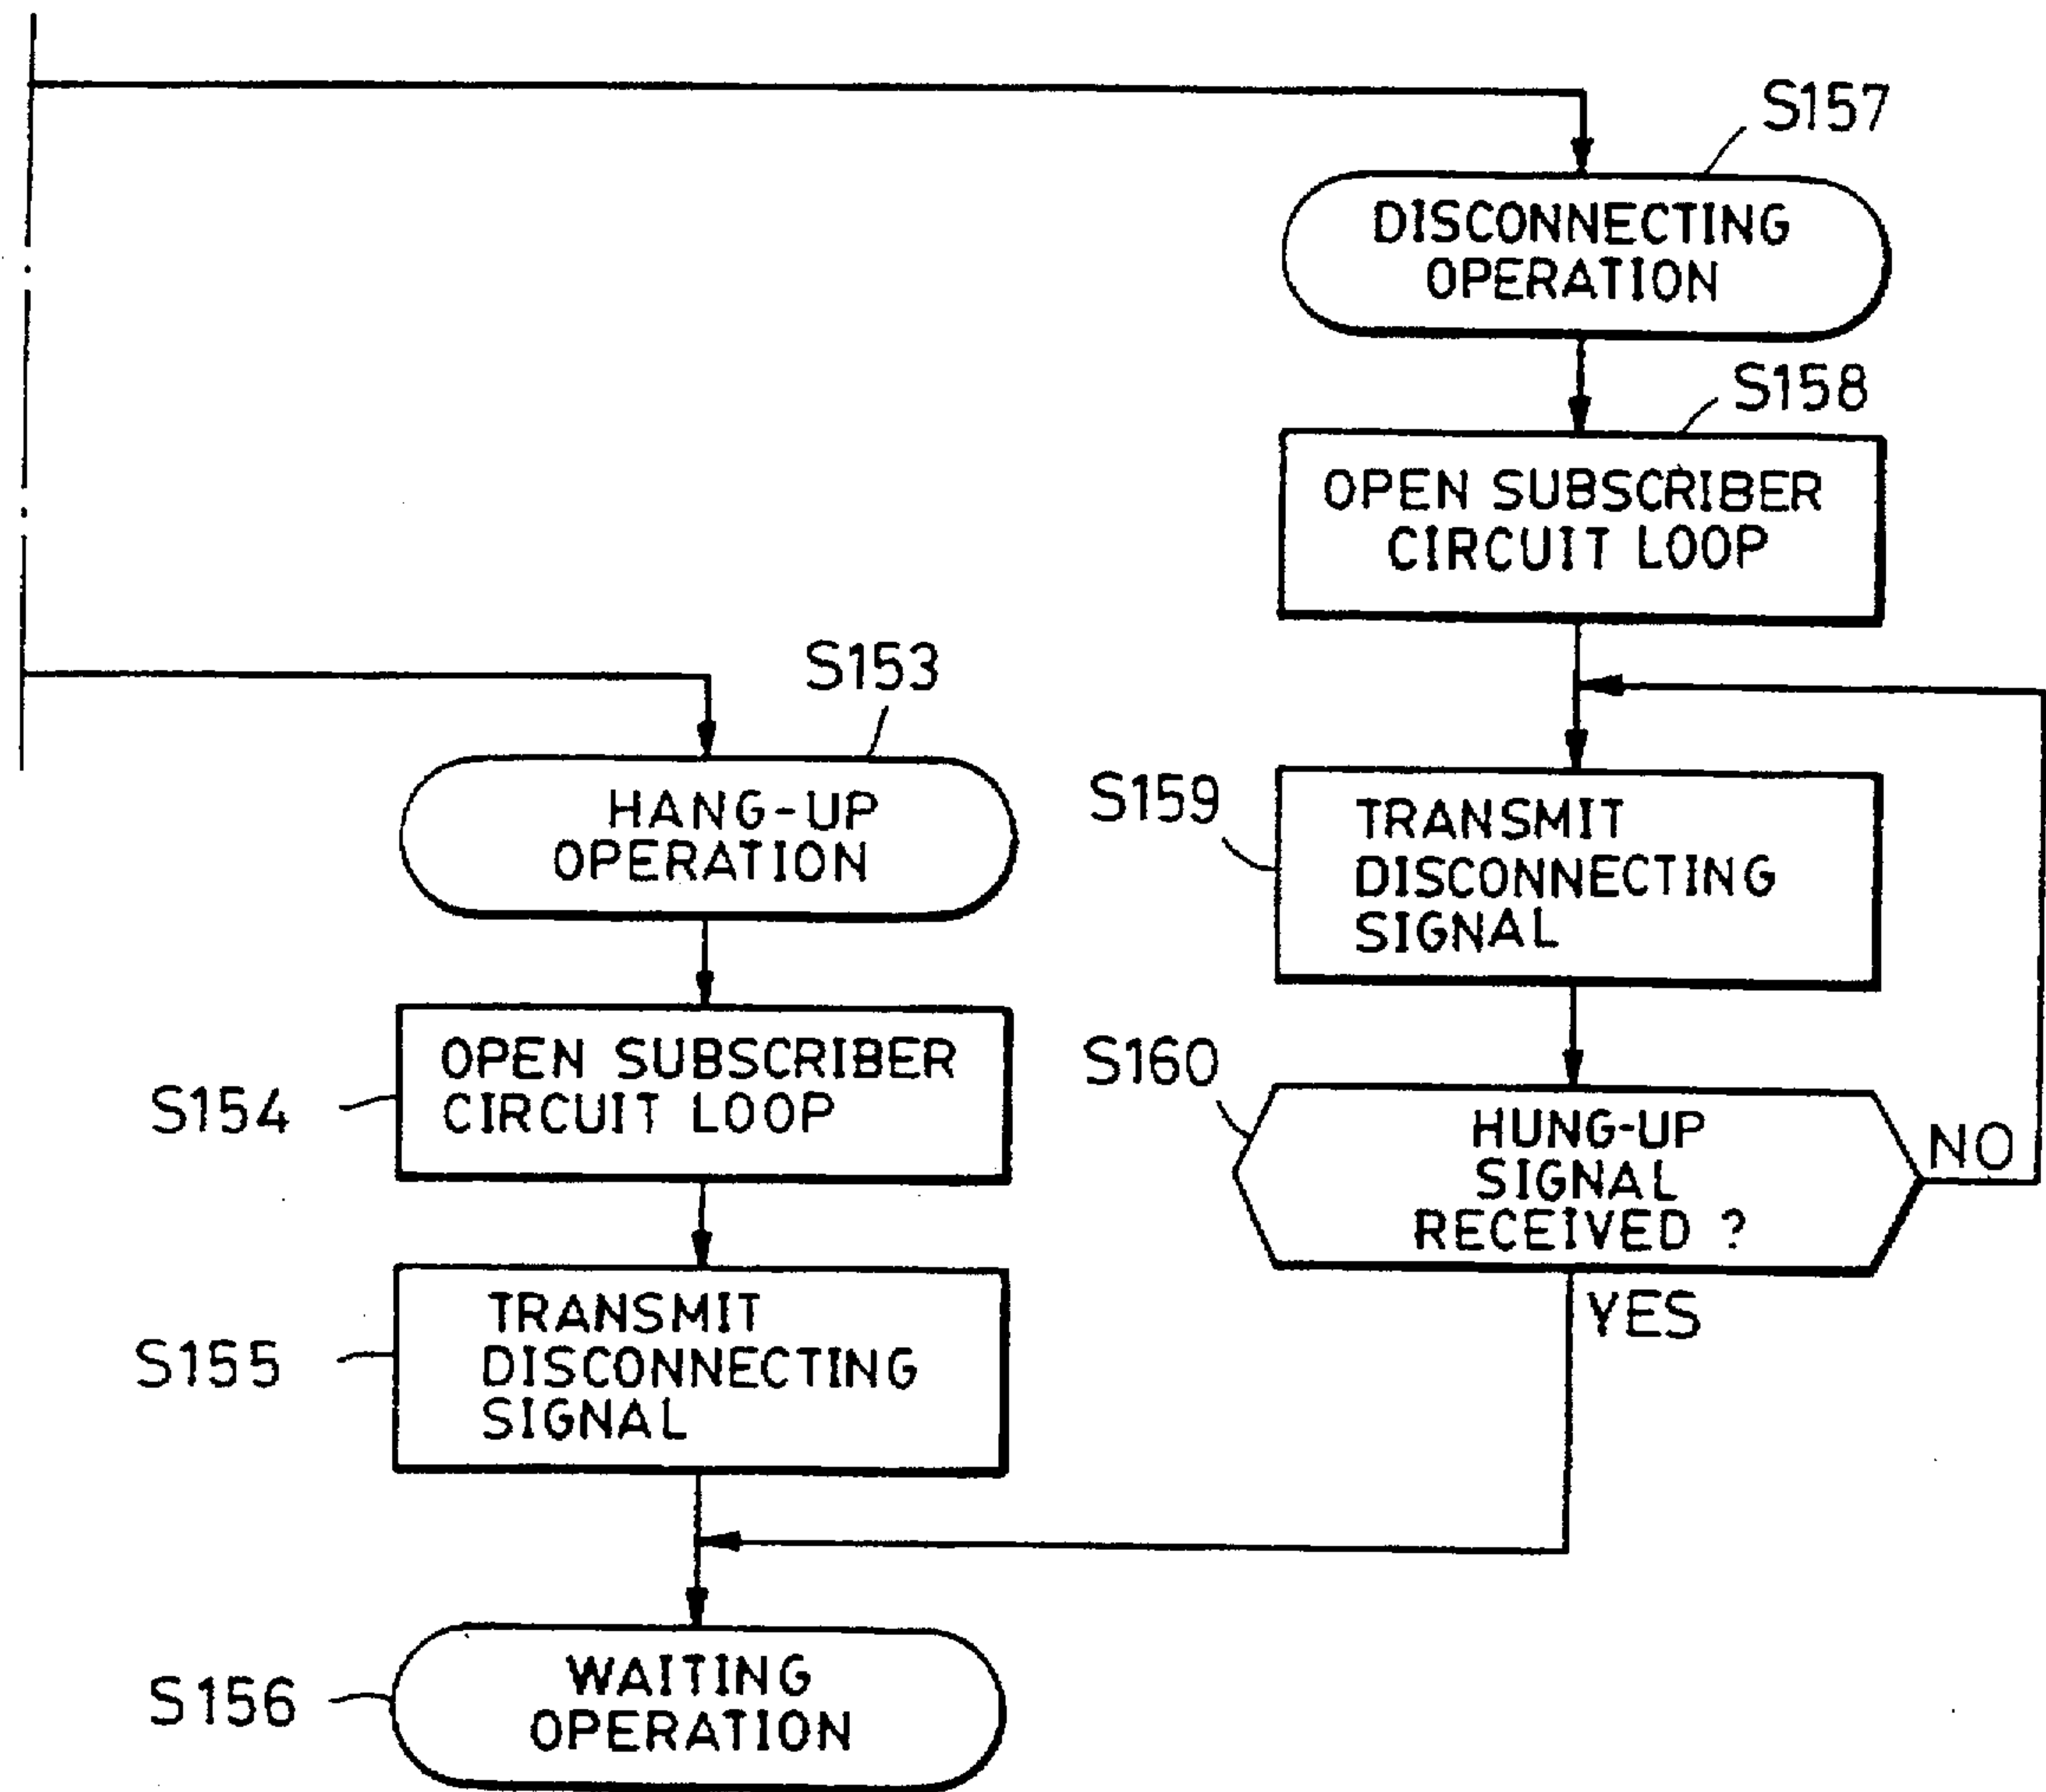 S157
DISCONNECTING
OPERATION
S158
OPEN SUBSCRIBER
CIRCUIT LOOP
S159
TRANSMIT
DISCONNECTING
SIGNAL
S160
HUNG-UP
SIGNAL
RECEIVED ?
NO
YES
S153
HANG-UP
OPERATION
S154
OPEN SUBSCRIBER
CIRCUIT LOOP
S155
TRANSMIT
DISCONNECTING
SIGNAL
S156
WAITING
OPERATION